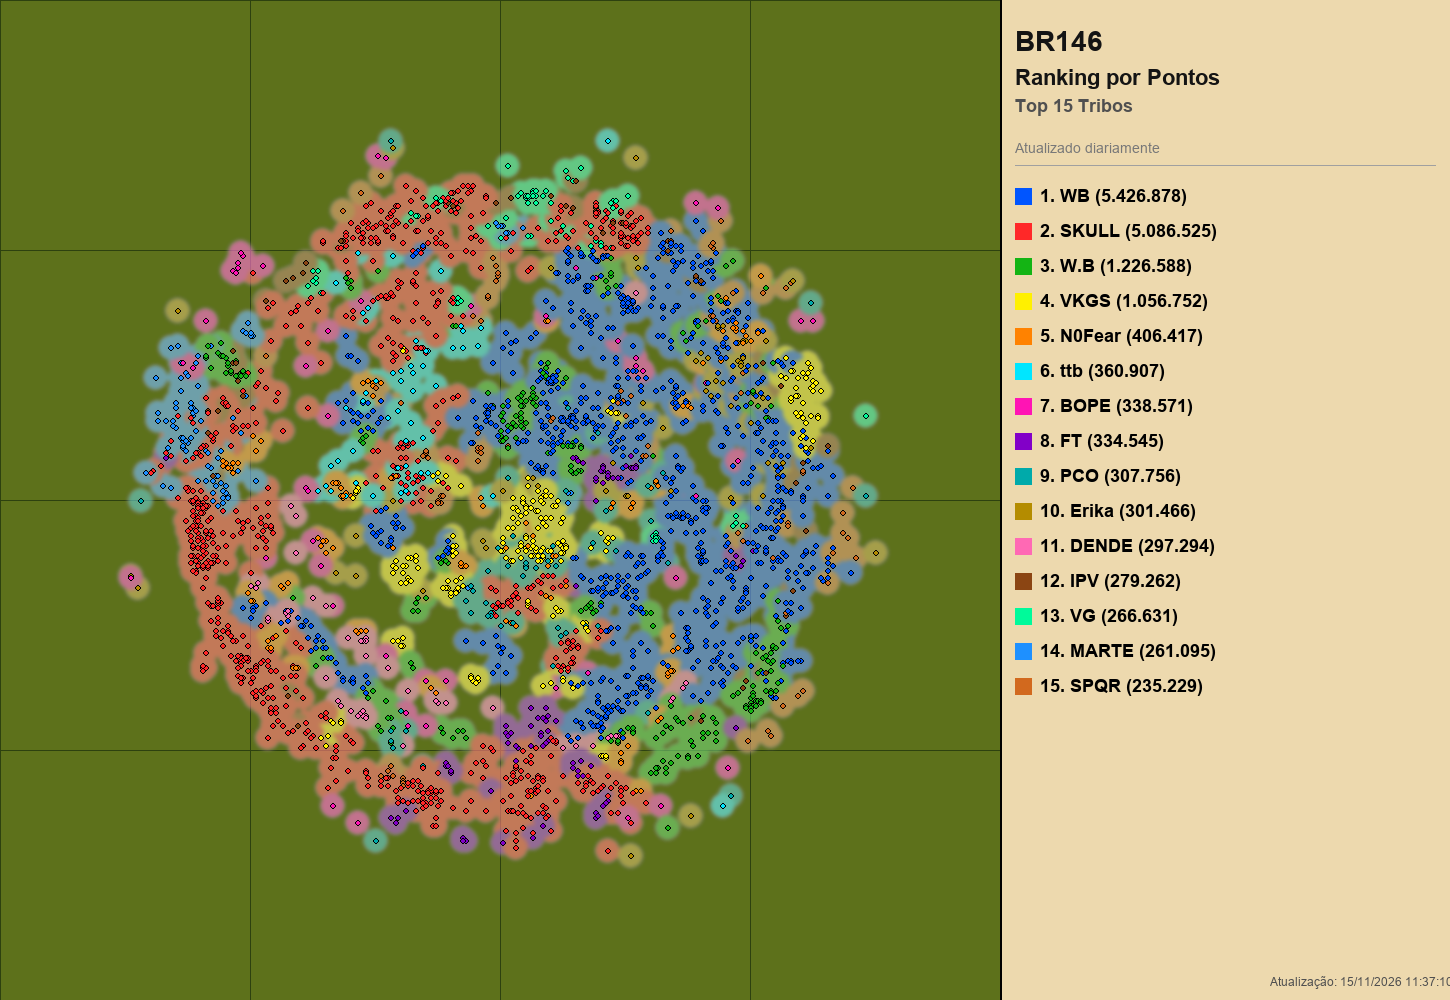 BR146
Ranking por Pontos
Top 15 Tribos
Atualizado diariamente
1. WB (5.426.878)
2. SKULL (5.086.525)
3. W.B (1.226.588)
4. VKGS (1.056.752)
5. N0Fear (406.417)
6. ttb (360.907)
7. BOPE (338.571)
8. FT (334.545)
9. PCO (307.756)
10. Erika (301.466)
11. DENDE (297.294)
12. IPV (279.262)
13. VG (266.631)
14. MARTE (261.095)
15. SPQR (235.229)
Atualização: 15/11/2026 11:37:10